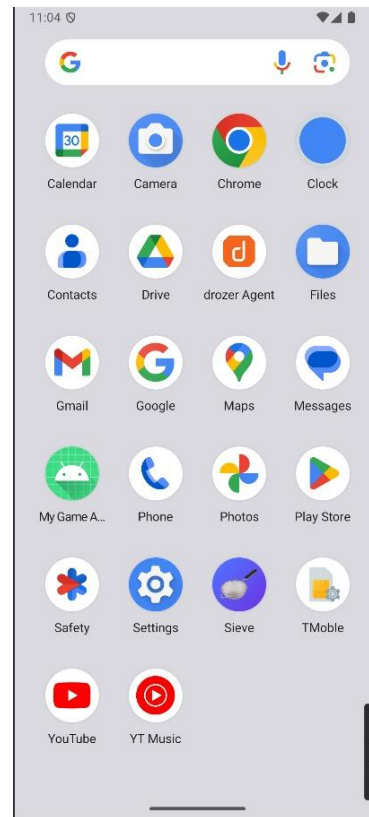 11:04
30
Calendar Camera Chrome Clock
Contacts Drive drozer Agent Files
Gmail Google Maps Messages
My Game A... Phone Photos Play Store
Safety Settings Sieve TMoble
YouTube YT Music